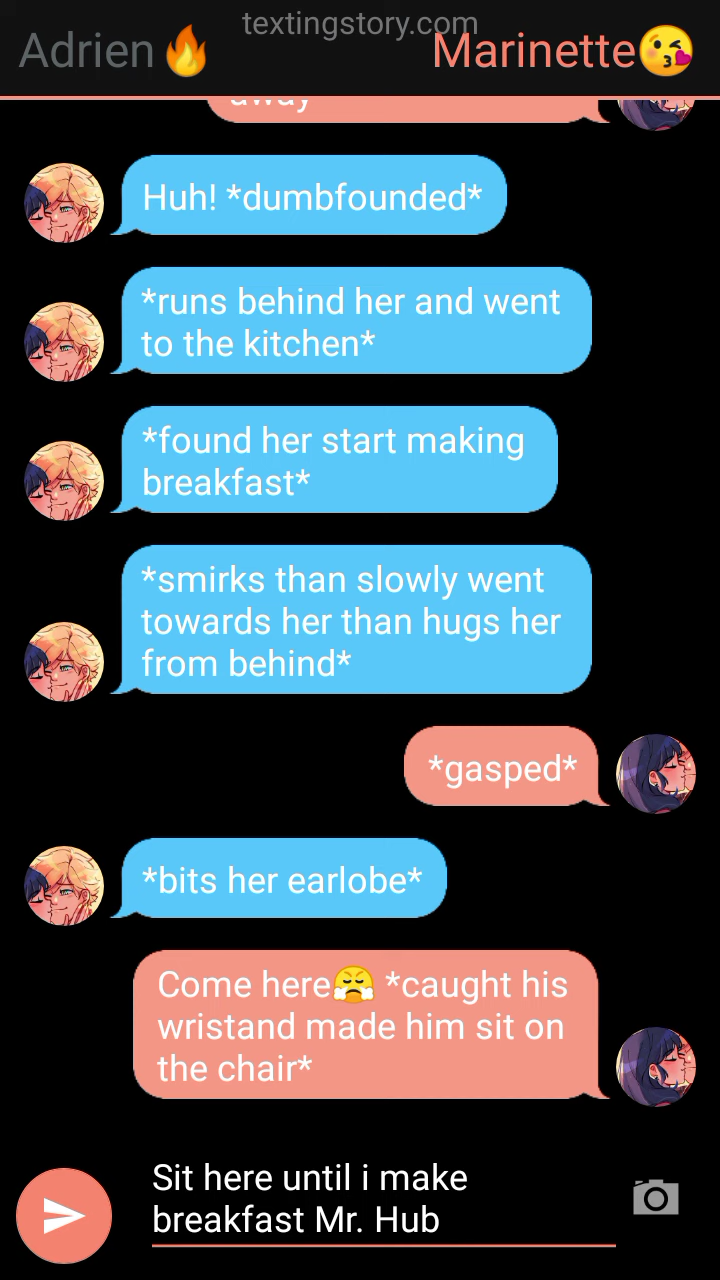 textingstory.com
Adrien🔥 Marinette😘
away
Huh! *dumbfounded*
*runs behind her and went
to the kitchen*
*found her start making
breakfast*
*smirks than slowly went
towards her than hugs her
from behind*
*gasped*
*bits her earlobe*
Come here😤 *caught his
wristand made him sit on
the chair*
Sit here until i make
breakfast Mr. Hub